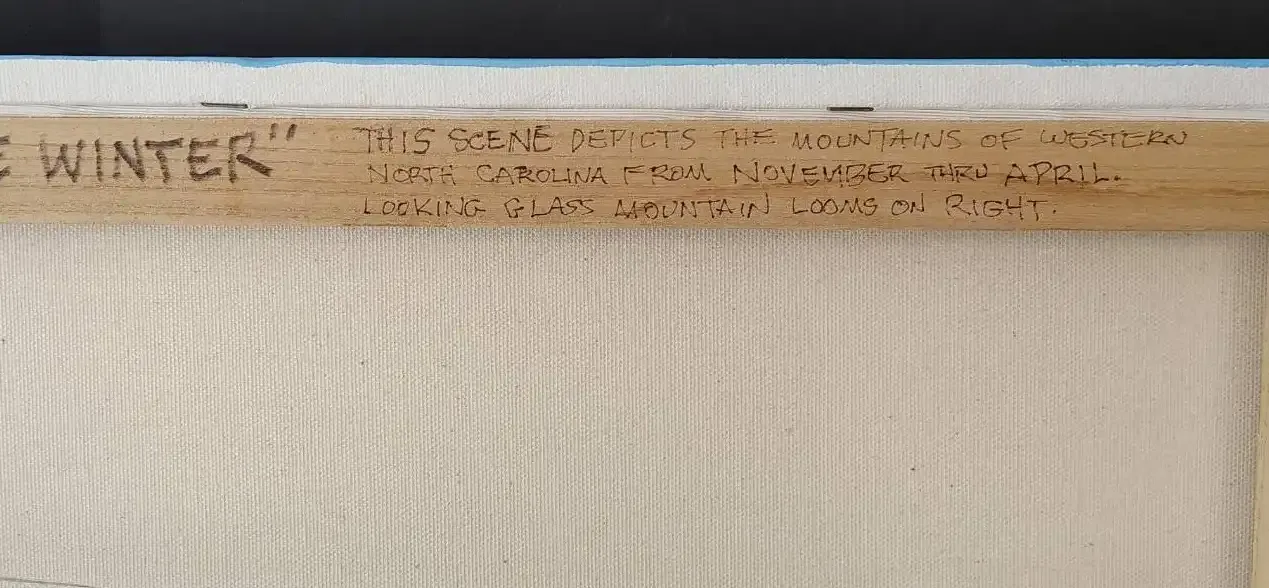 E WINTER"
THIS SCENE DEPICTS THE MOUNTAINS OF WESTERN
NORTH CAROLINA FROM NOVEMBER THRU APRIL.
LOOKING GLASS MOUNTAIN LOOMS ON RIGHT.